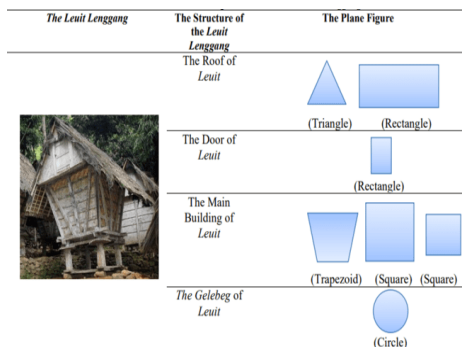 The Leuit Lenggang The Structure of The Plane Figure
the Leuit
Lenggang
The Roof of
Leuit
(Triangle) (Rectangle)
The Door of
Leuit
(Rectangle)
The Main
Building of
Leuit
(Trapezoid) (Square) (Square)
The Gelebeg of
Leuit
(Circle)